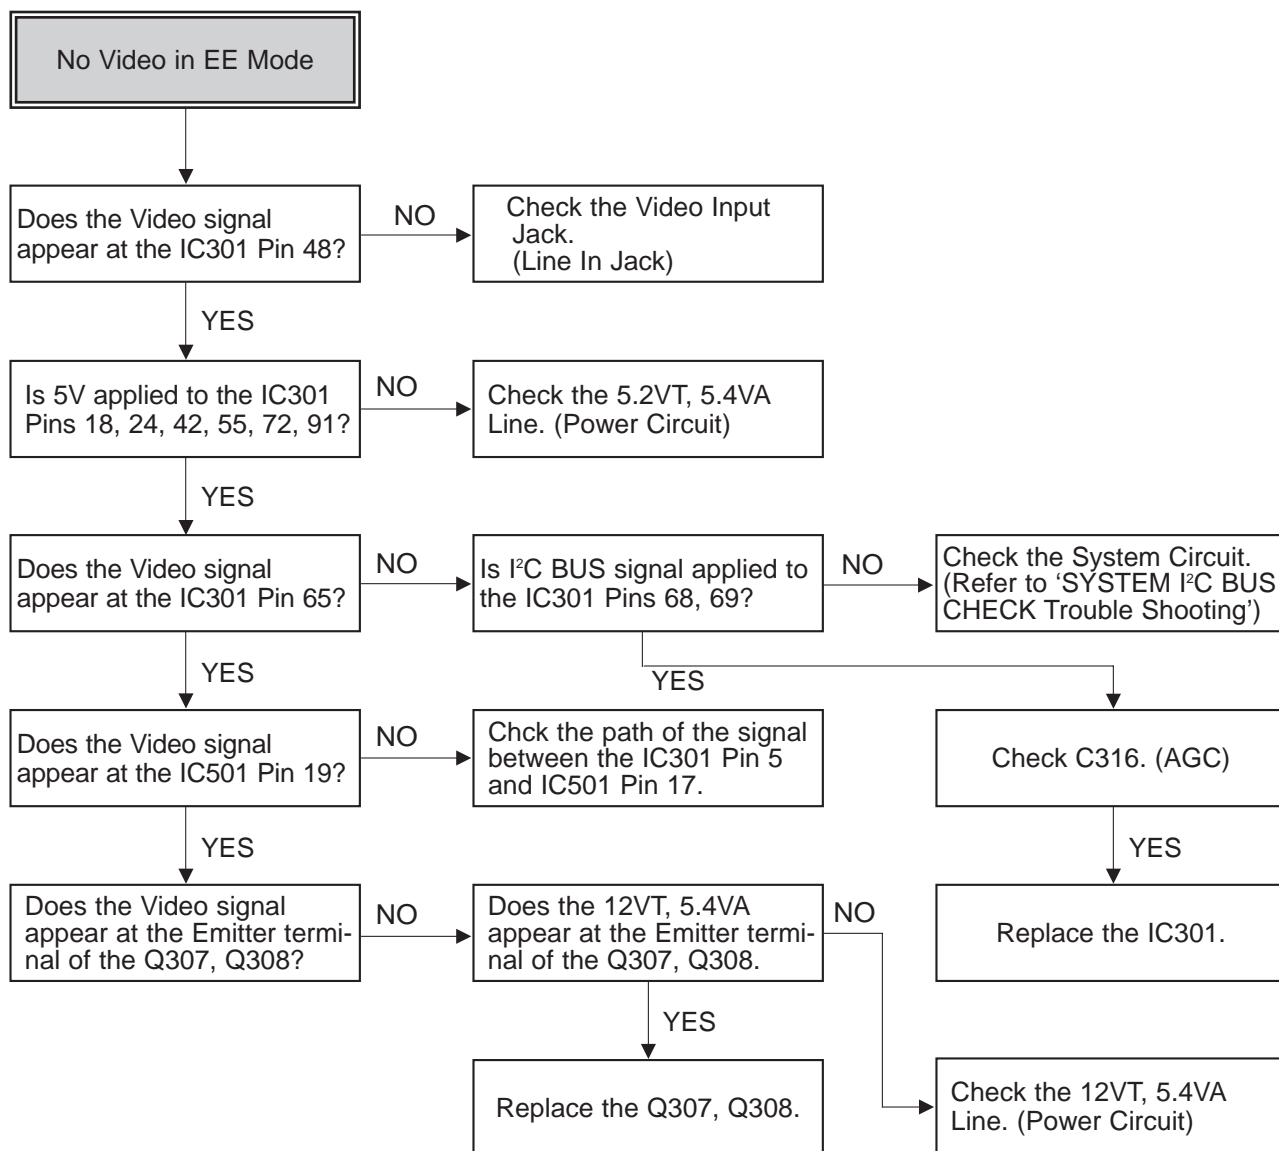 No Video in EE Mode
Does the Video signal
appear at the IC301 Pin 48?
NO
Check the Video Input
Jack.
(Line In Jack)
YES
Is 5V applied to the IC301
Pins 18, 24, 42, 55, 72, 91?
NO
Check the 5.2VT, 5.4VA
Line. (Power Circuit)
YES
Does the Video signal
appear at the IC301 Pin 65?
NO
Is I²C BUS signal applied to
the IC301 Pins 68, 69?
NO
Check the System Circuit.
(Refer to ‘SYSTEM I²C BUS
CHECK Trouble Shooting’)
YES
YES
Does the Video signal
appear at the IC501 Pin 19?
NO
Chck the path of the signal
between the IC301 Pin 5
and IC501 Pin 17.
Check C316. (AGC)
YES
YES
Does the Video signal
appear at the Emitter termi-
nal of the Q307, Q308?
NO
Does the 12VT, 5.4VA
appear at the Emitter termi-
nal of the Q307, Q308.
NO
Replace the IC301.
YES
Replace the Q307, Q308.
Check the 12VT, 5.4VA
Line. (Power Circuit)